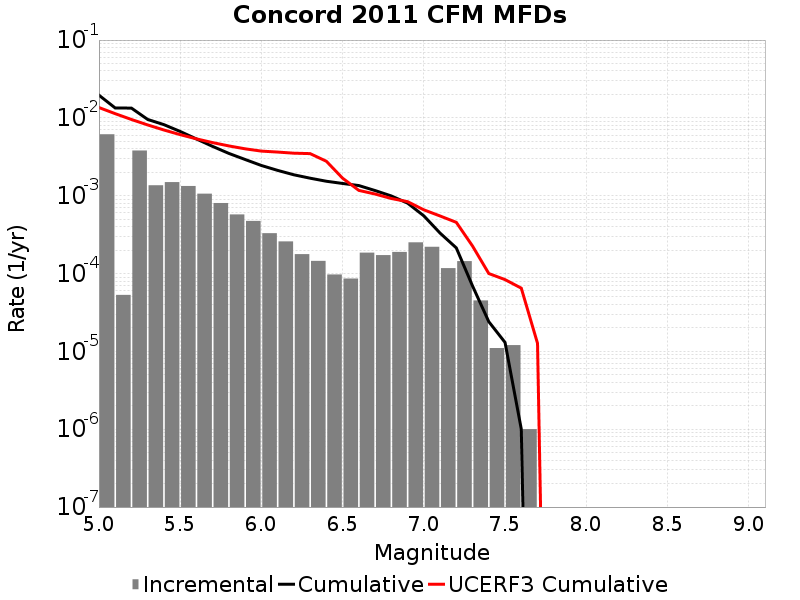 Concord 2011 CFM MFDs
10-1
10-2
10-3
10-4
10-5
10-6
10-7
Rate (1/yr)
5.0 5.5 6.0 6.5 7.0 7.5 8.0 8.5 9.0
Magnitude
Incremental Cumulative UCERF3 Cumulative